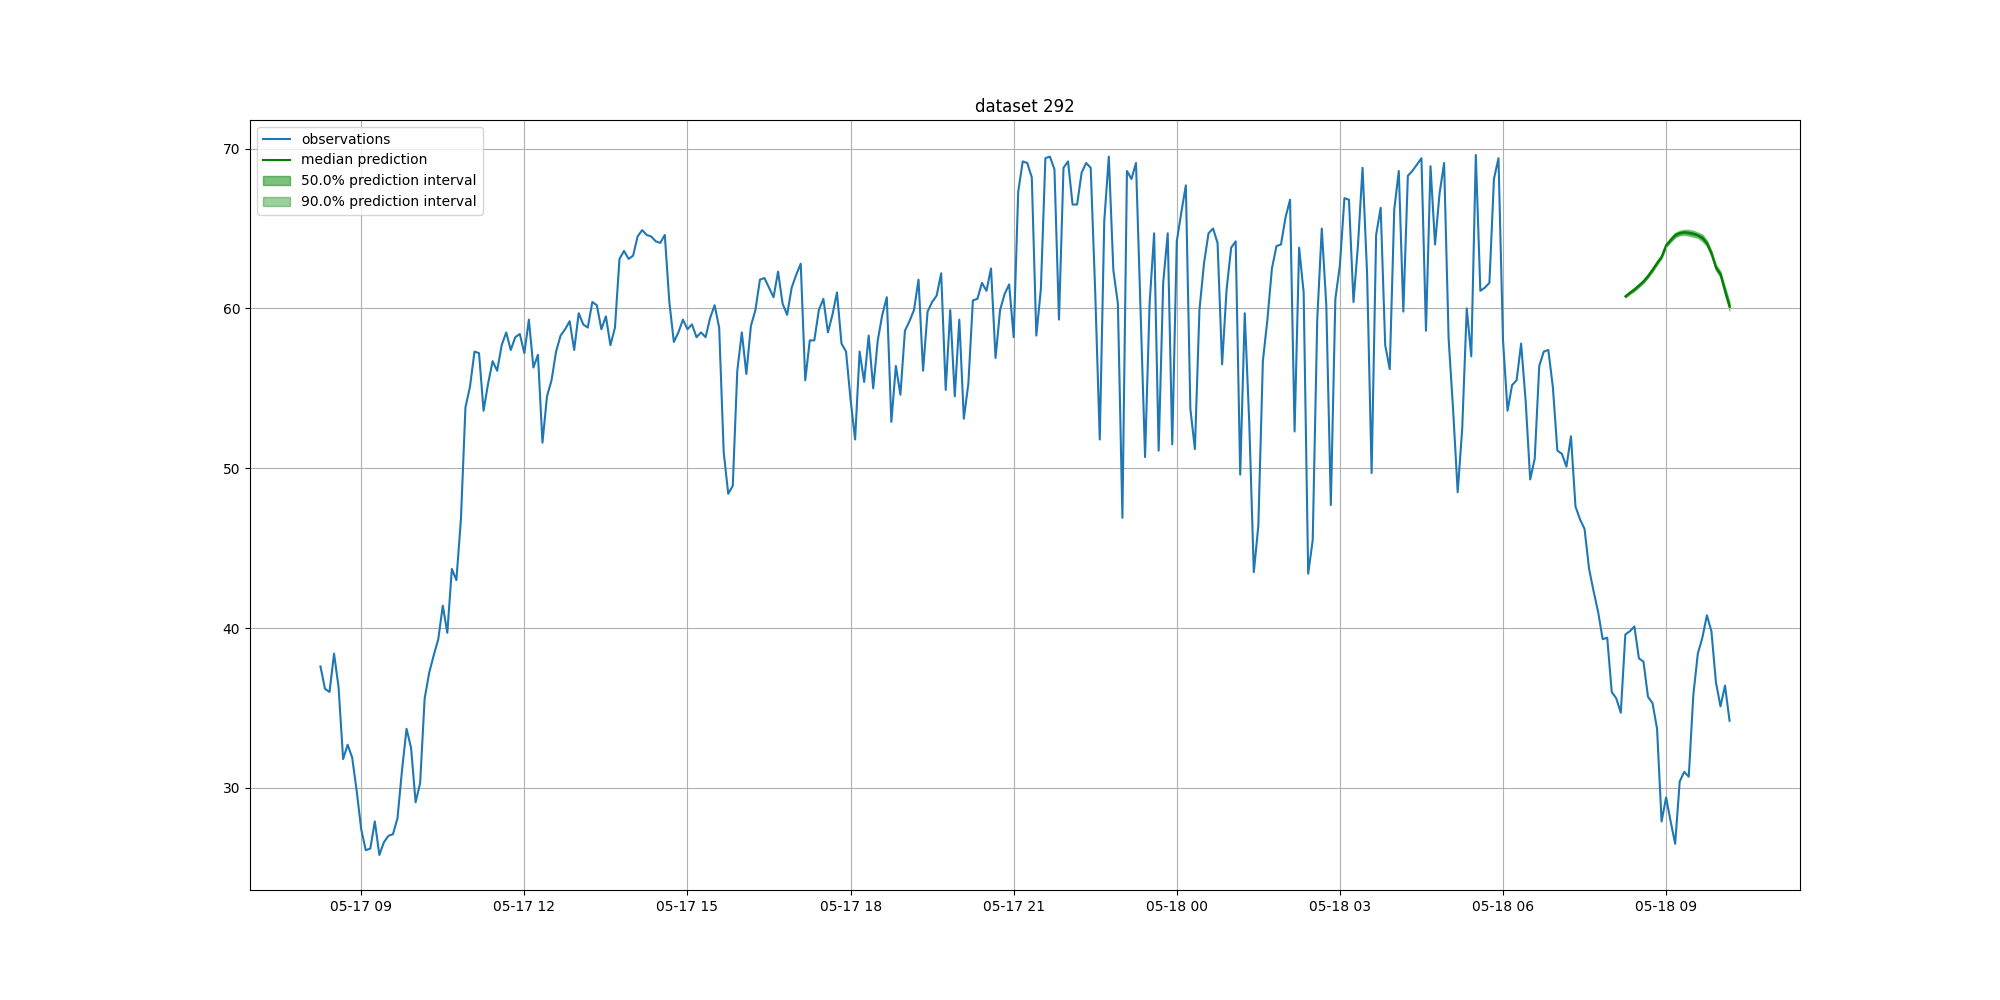 dataset 292
observations
median prediction
50.0% prediction interval
90.0% prediction interval
70
60
50
40
30
05-17 09
05-17 12
05-17 15
05-17 18
05-17 21
05-18 00
05-18 03
05-18 06
05-18 09